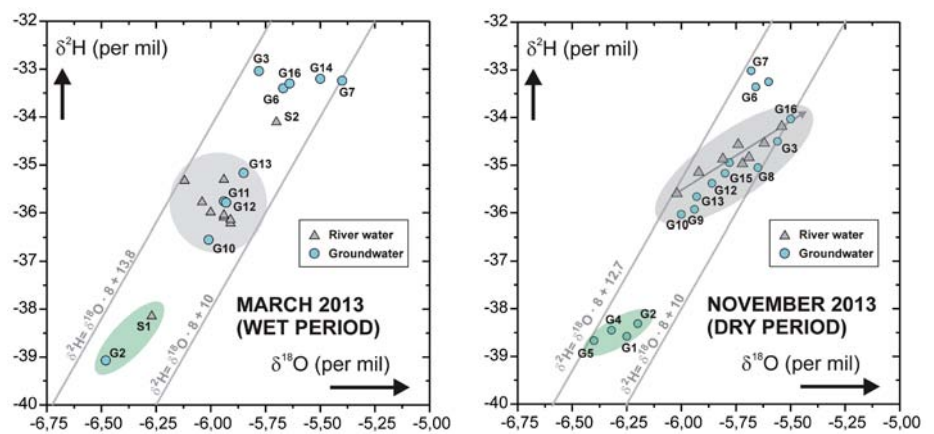 -32
-33
-34
-35
-36
-37
-38
-39
-40
δ²H (per mil)
G3
G16
G14
G6
G7
S2
G13
G11
G12
G10
River water
Groundwater
δ²H= δ¹⁸O · 8 + 13,8
δ²H= δ¹⁸O · 8 + 10
S1
G2
MARCH 2013
(WET PERIOD)
δ¹⁸O (per mil)
-6,75 -6,50 -6,25 -6,00 -5,75 -5,50 -5,25 -5,00
-32
-33
-34
-35
-36
-37
-38
-39
-40
δ²H (per mil)
G7
G6
G16
G3
G15
G8
G12
G13
G10 G9
River water
Groundwater
δ²H= δ¹⁸O · 8 + 12,7
δ²H= δ¹⁸O · 8 + 10
G4 G2
G5 G1
NOVEMBER 2013
(DRY PERIOD)
δ¹⁸O (per mil)
-6,75 -6,50 -6,25 -6,00 -5,75 -5,50 -5,25 -5,00